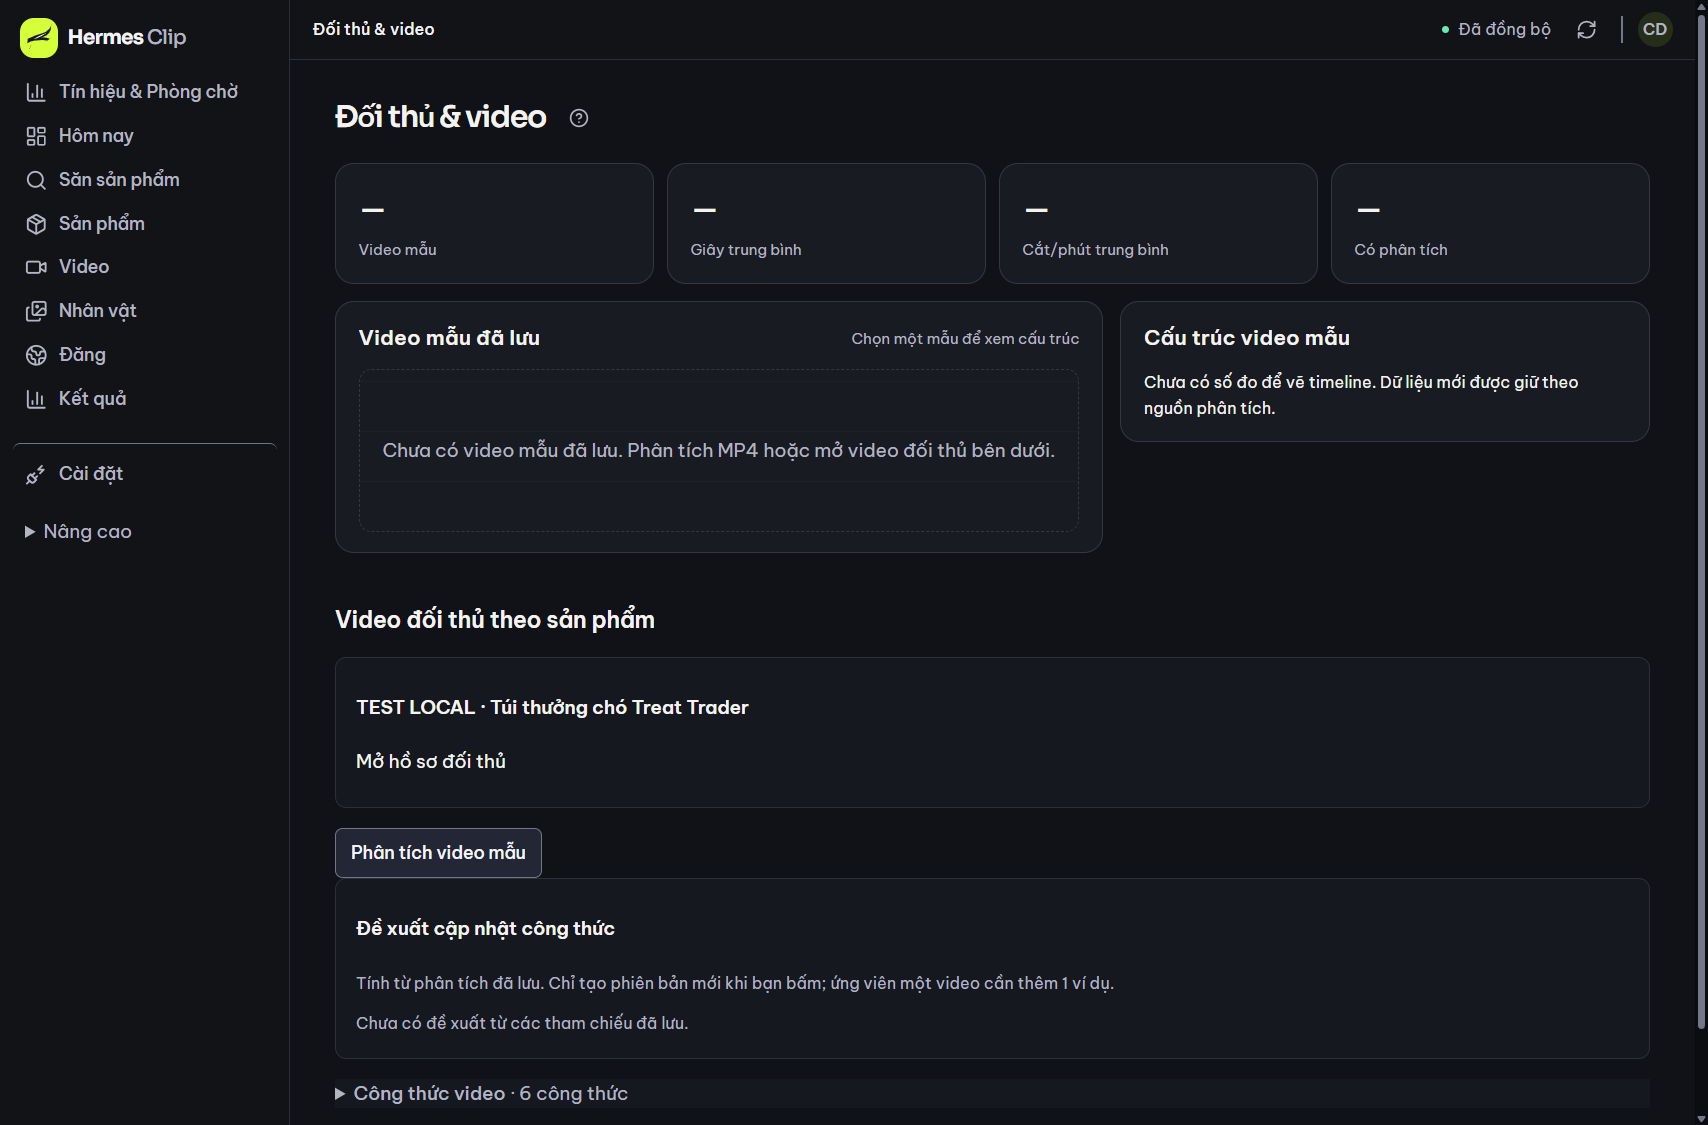 Hermes Clip
Tín hiệu & Phòng chờ
Hôm nay
Săn sản phẩm
Sản phẩm
Video
Nhân vật
Đăng
Kết quả
Cài đặt
Nâng cao
Đối thủ & video
Đã đồng bộ
CD
Đối thủ & video
—
Video mẫu
—
Giây trung bình
—
Cắt/phút trung bình
—
Có phân tích
Video mẫu đã lưu
Chọn một mẫu để xem cấu trúc
Chưa có video mẫu đã lưu. Phân tích MP4 hoặc mở video đối thủ bên dưới.
Cấu trúc video mẫu
Chưa có số đo để vẽ timeline. Dữ liệu mới được giữ theo
nguồn phân tích.
Video đối thủ theo sản phẩm
TEST LOCAL · Túi thưởng chó Treat Trader
Mở hồ sơ đối thủ
Phân tích video mẫu
Đề xuất cập nhật công thức
Tính từ phân tích đã lưu. Chỉ tạo phiên bản mới khi bạn bấm; ứng viên một video cần thêm 1 ví dụ.
Chưa có đề xuất từ các tham chiếu đã lưu.
Công thức video · 6 công thức